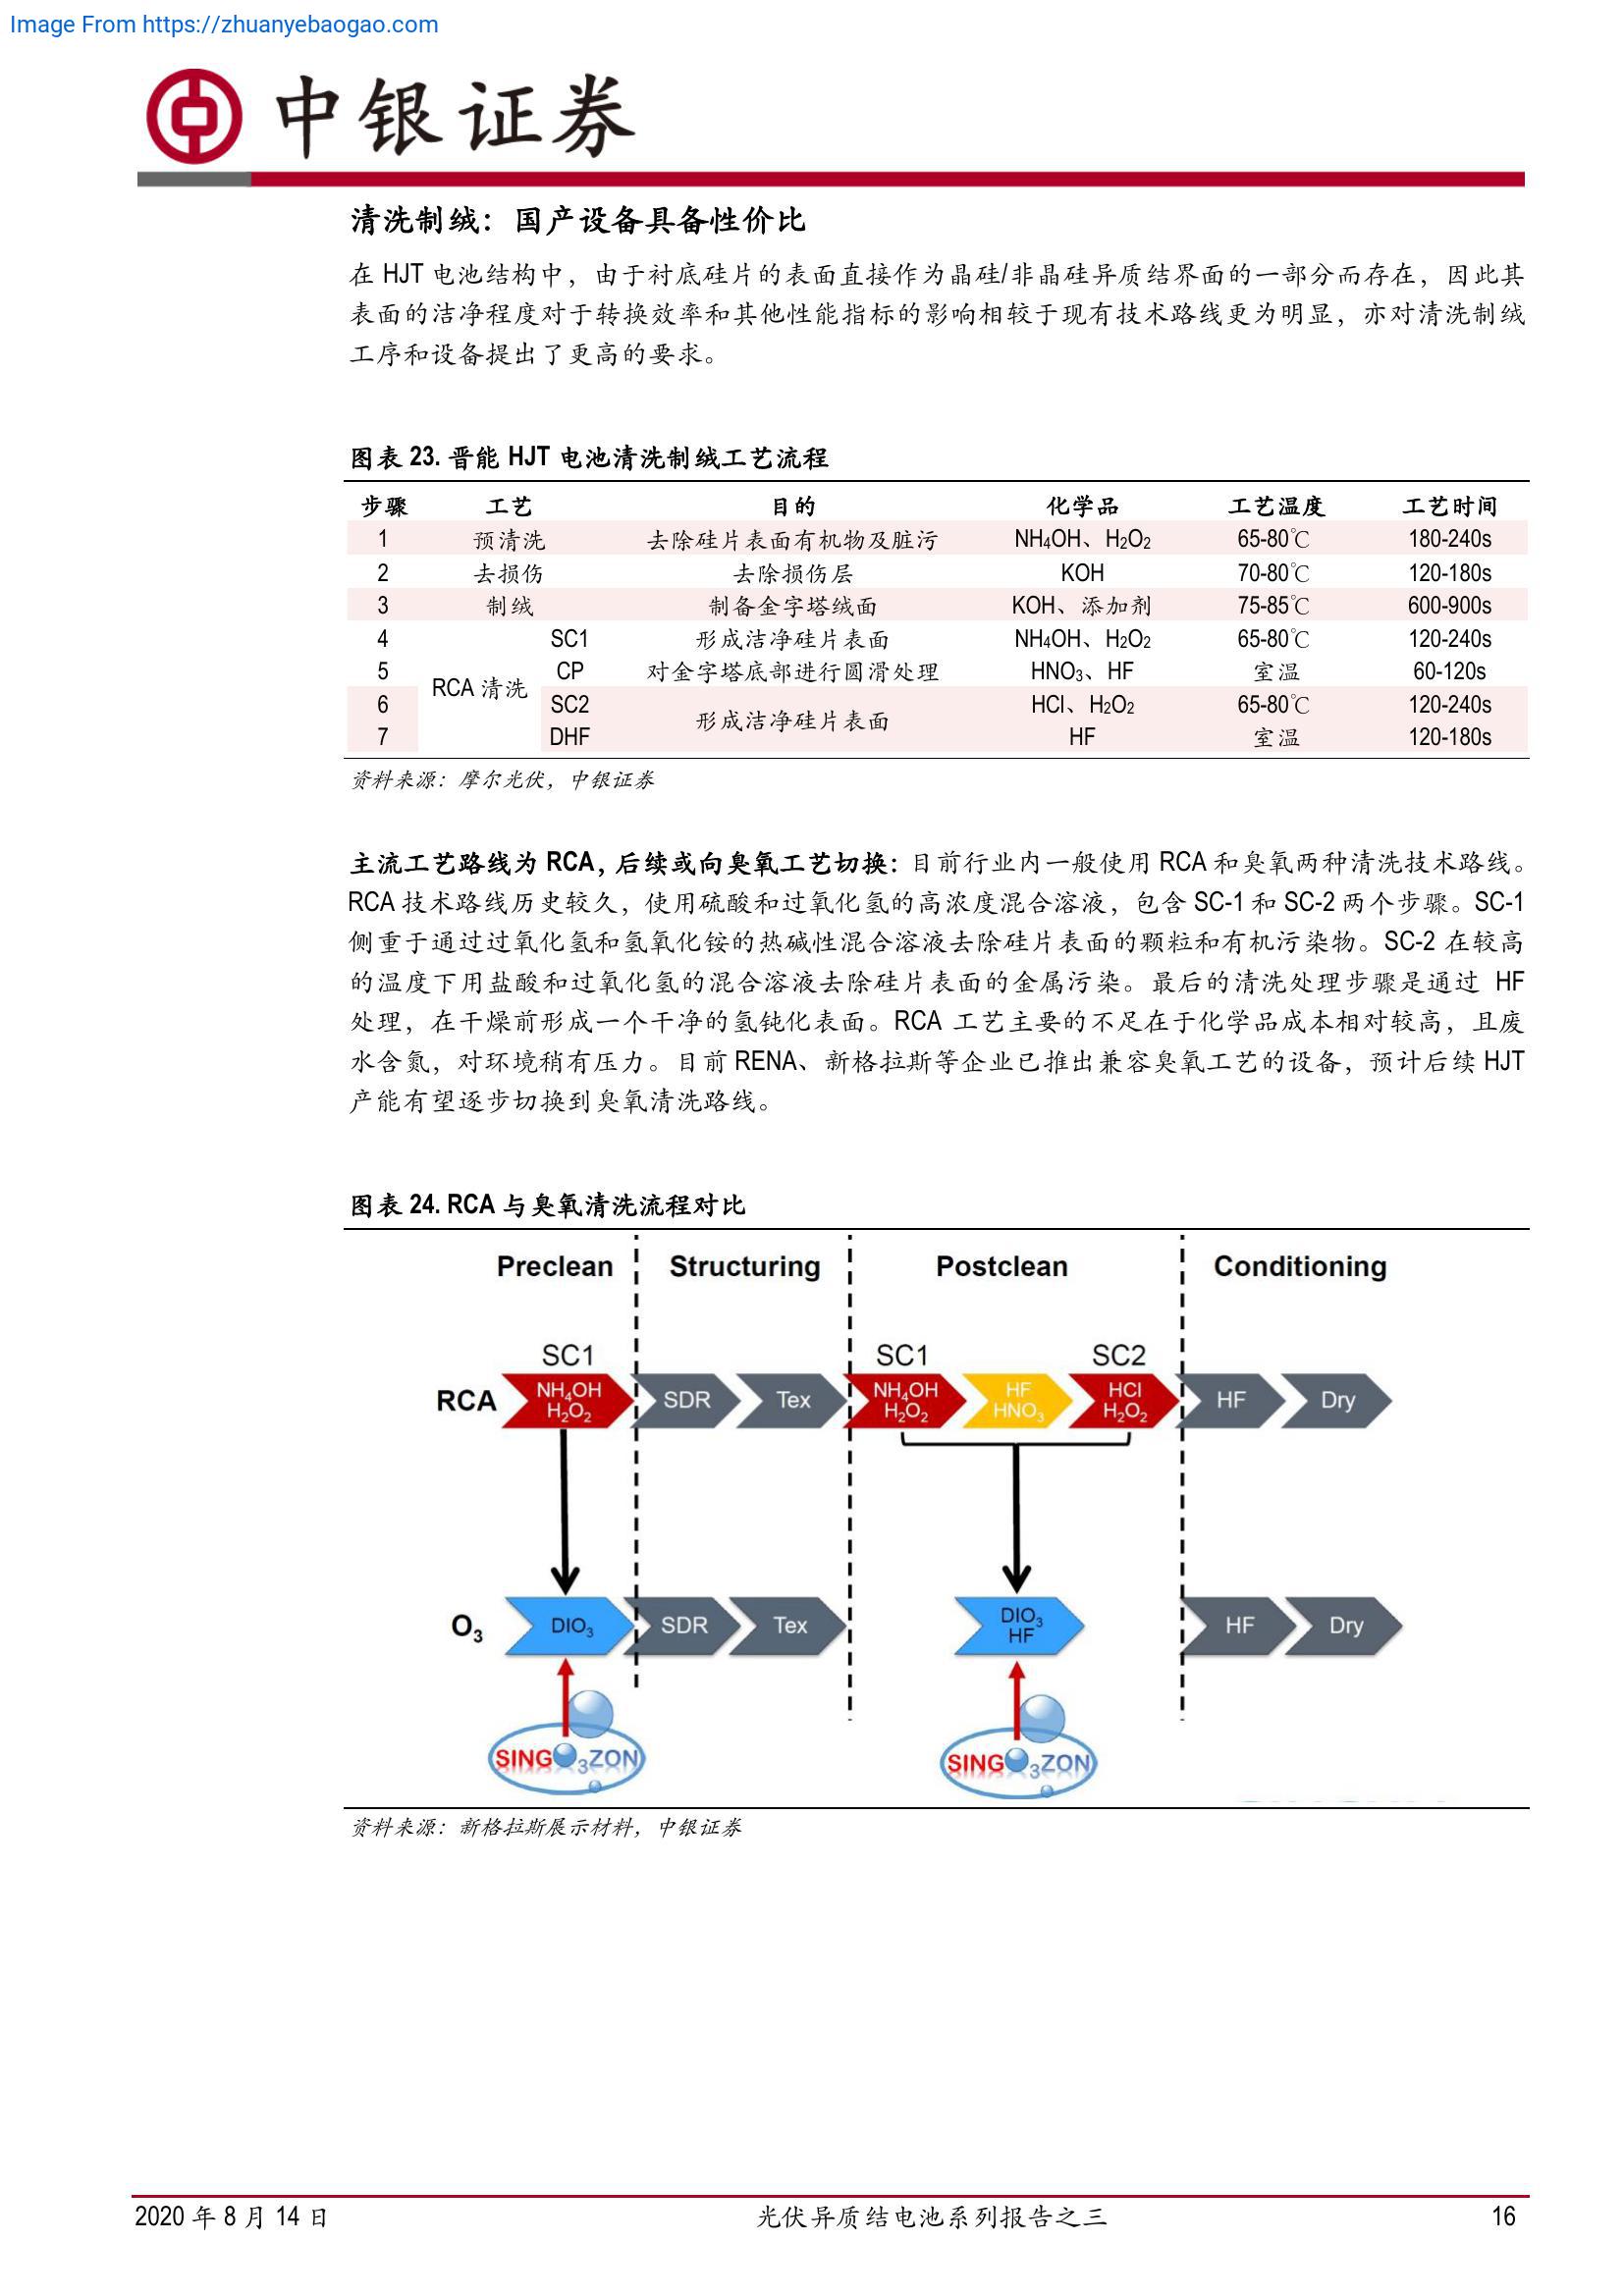 Image From https://zhuanyebaogao.com
中银证券
清洗制绒：国产设备具备性价比
在 HJT 电池结构中，由于衬底硅片的表面直接作为晶硅/非晶硅异质结界面的一部分而存在，因此其
表面的洁净程度对于转换效率和其他性能指标的影响相较于现有技术路线更为明显，亦对清洗制绒
工序和设备提出了更高的要求。
图表 23. 晋能 HJT 电池清洗制绒工艺流程
步骤 工艺 目的 化学品 工艺温度 工艺时间
1 预清洗 去除硅片表面有机物及脏污 NH4OH、H2O2 65-80℃ 180-240s
2 去损伤 去除损伤层 KOH 70-80℃ 120-180s
3 制绒 制备金字塔绒面 KOH、添加剂 75-85℃ 600-900s
4 SC1 形成洁净硅片表面 NH4OH、H2O2 65-80℃ 120-240s
5 CP 对金字塔底部进行圆滑处理 HNO3、HF 室温 60-120s
RCA 清洗
6 SC2 HCl、H2O2 65-80℃ 120-240s
形成洁净硅片表面
7 DHF HF 室温 120-180s
资料来源：摩尔光伏，中银证券
主流工艺路线为 RCA，后续或向臭氧工艺切换：目前行业内一般使用 RCA 和臭氧两种清洗技术路线。
RCA 技术路线历史较久，使用硫酸和过氧化氢的高浓度混合溶液，包含 SC-1 和 SC-2 两个步骤。SC-1
侧重于通过过氧化氢和氢氧化铵的热碱性混合溶液去除硅片表面的颗粒和有机污染物。SC-2 在较高
的温度下用盐酸和过氧化氢的混合溶液去除硅片表面的金属污染。最后的清洗处理步骤是通过 HF
处理，在干燥前形成一个干净的氢钝化表面。RCA 工艺主要的不足在于化学品成本相对较高，且废
水含氮，对环境稍有压力。目前 RENA、新格拉斯等企业已推出兼容臭氧工艺的设备，预计后续 HJT
产能有望逐步切换到臭氧清洗路线。
图表 24. RCA 与臭氧清洗流程对比
Preclean Structuring Postclean Conditioning
SC1 SC1 SC2
RCA NH4OH H2O2 SDR Tex NH4OH H2O2 HF HNO3 HCl H2O2 HF Dry
O3 DIO3 SDR Tex DIO3 HF HF Dry
SINGO3ZON SINGO3ZON
资料来源：新格拉斯展示材料，中银证券
2020 年 8 月 14 日 光伏异质结电池系列报告之三 16